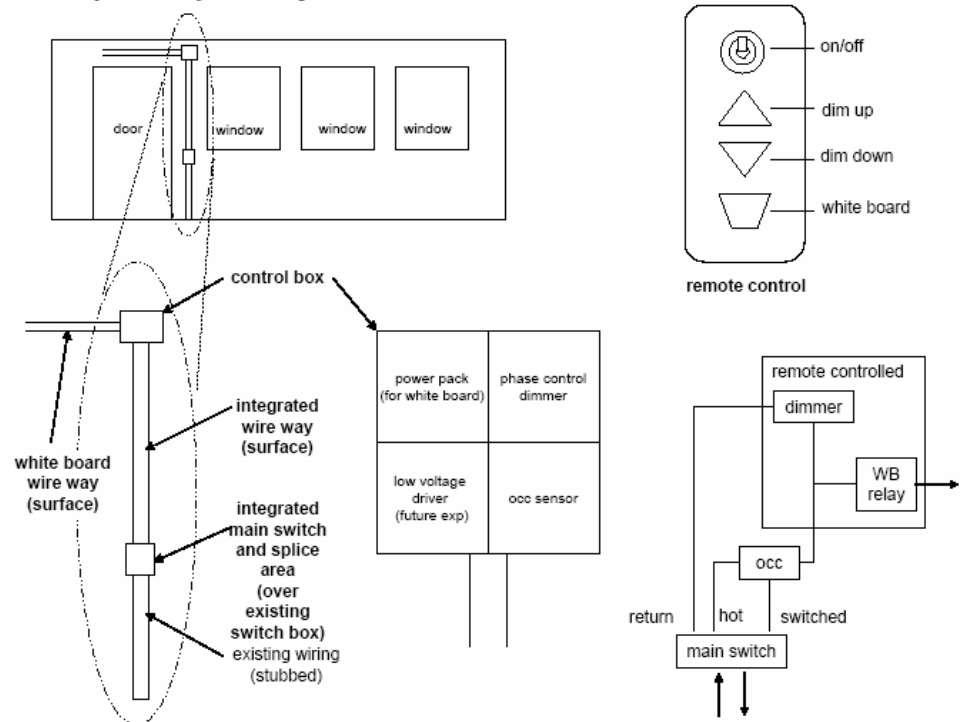 door
window
window
window
on/off
dim up
dim down
white board
remote control
control box
power pack
(for white board)
phase control
dimmer
low voltage
driver
(future exp)
occ sensor
integrated
wire way
(surface)
white board
wire way
(surface)
integrated
main switch
and splice
area
(over
existing
switch box)
existing wiring
(stubbed)
remote controlled
dimmer
WB
relay
occ
return
hot
switched
main switch